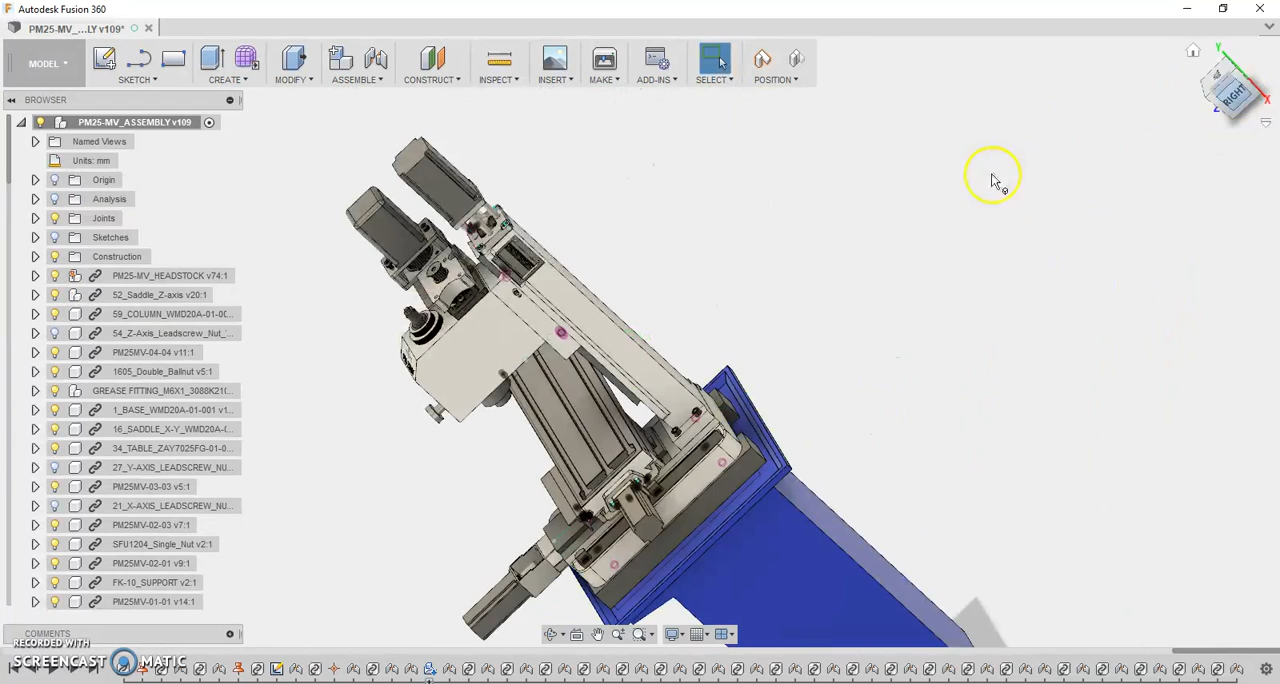 Autodesk Fusion 360
PM25-MV_...LY v109*
MODEL
SKETCH
CREATE
MODIFY
ASSEMBLE
CONSTRUCT
INSPECT
INSERT
MAKE
ADD-INS
SELECT
POSITION
Y
RIGHT
X
Z
BROWSER
PM25-MV_ASSEMBLY v109
Named Views
Units: mm
Origin
Analysis
Joints
Sketches
Construction
PM25-MV_HEADSTOCK v74:1
52_Saddle_Z-axis v20:1
59_COLUMN_WMD20A-01-00...
54_Z-Axis_Leadscrew_Nut_...
PM25MV-04-04 v11:1
1605_Double_Ballnut v5:1
GREASE FITTING_M6X1_3088K21(...
1_BASE_WMD20A-01-001 v1...
16_SADDLE_X-Y_WMD20A-...
34_TABLE_ZAY7025FG-01-0...
27_Y-AXIS_LEADSCREW_NU...
PM25MV-03-03 v5:1
21_X-AXIS_LEADSCREW_NU...
PM25MV-02-03 v7:1
SFU1204_Single_Nut v2:1
PM25MV-02-01 v9:1
FK-10_SUPPORT v2:1
PM25MV-01-01 v14:1
COMMENTS
RECORDED WITH
SCREENCAST MATIC